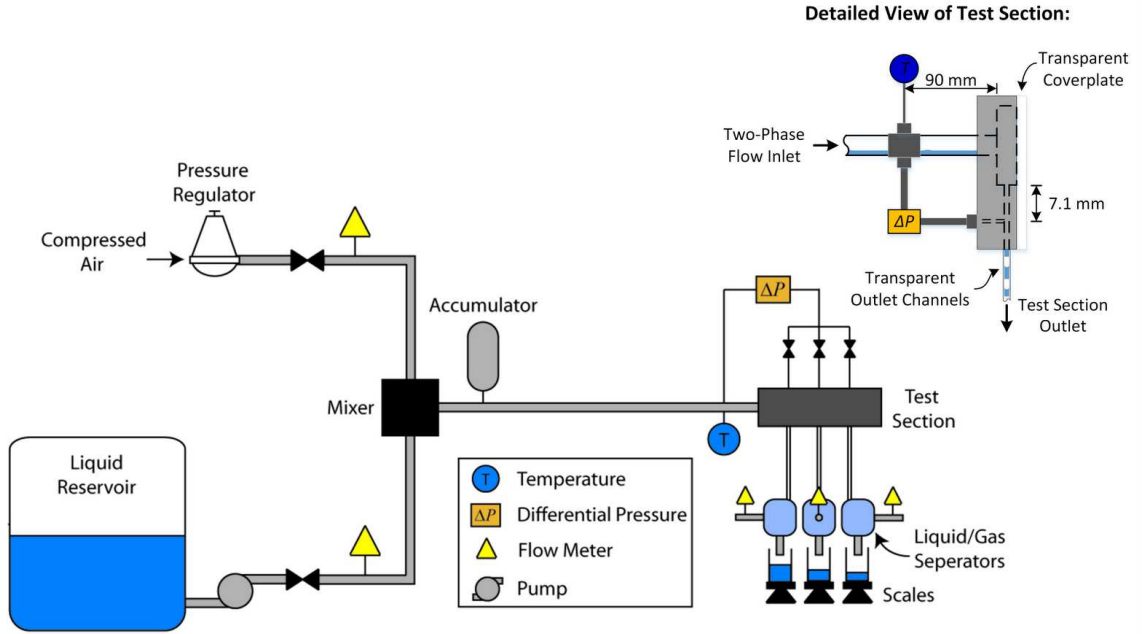 Detailed View of Test Section:
T
90 mm
Transparent
Coverplate
Two-Phase
Flow Inlet
7.1 mm
ΔP
Transparent
Outlet Channels
Test Section
Outlet
Pressure
Regulator
Compressed
Air
Accumulator
ΔP
Mixer
Test
Section
T
Liquid
Reservoir
T Temperature
ΔP Differential Pressure
Flow Meter
Pump
Liquid/Gas
Seperators
Scales